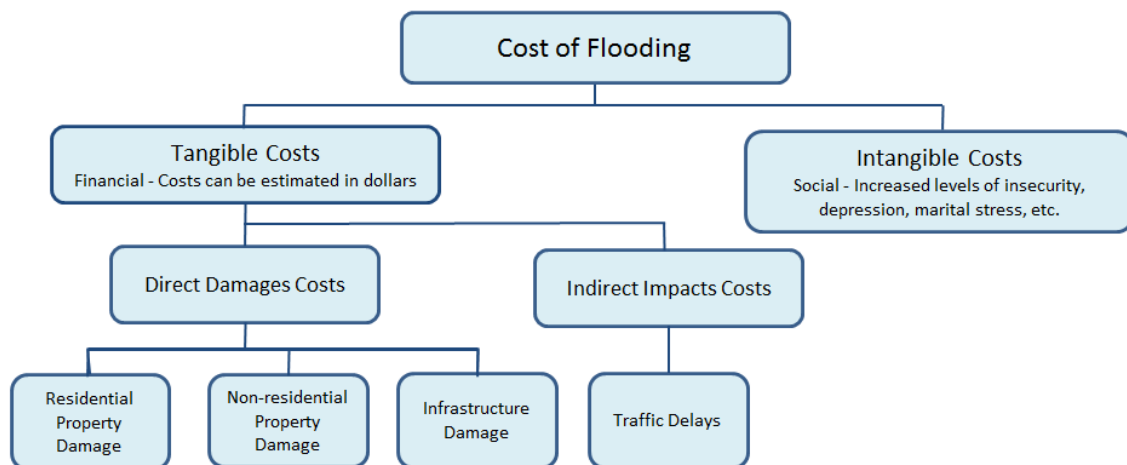 Cost of Flooding
Tangible Costs
Financial - Costs can be estimated in dollars
Intangible Costs
Social - Increased levels of insecurity,
depression, marital stress, etc.
Direct Damages Costs
Indirect Impacts Costs
Residential
Property
Damage
Non-residential
Property
Damage
Infrastructure
Damage
Traffic Delays